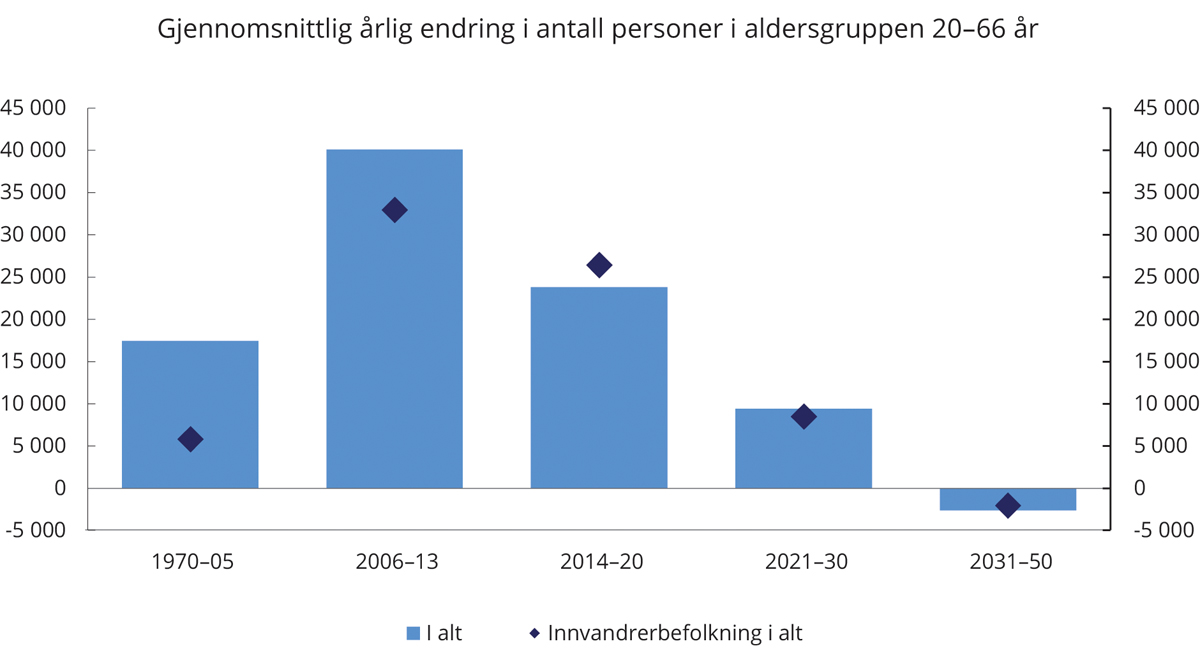 Gjennomsnittlig årlig endring i antall personer i aldersgruppen 20–66 år
45 000 45 000
40 000 40 000
35 000 35 000
30 000 30 000
25 000 25 000
20 000 20 000
15 000 15 000
10 000 10 000
5 000 5 000
0 0
-5 000 -5 000
1970–05 2006–13 2014–20 2021–30 2031–50
I alt Innvandrerbefolkning i alt